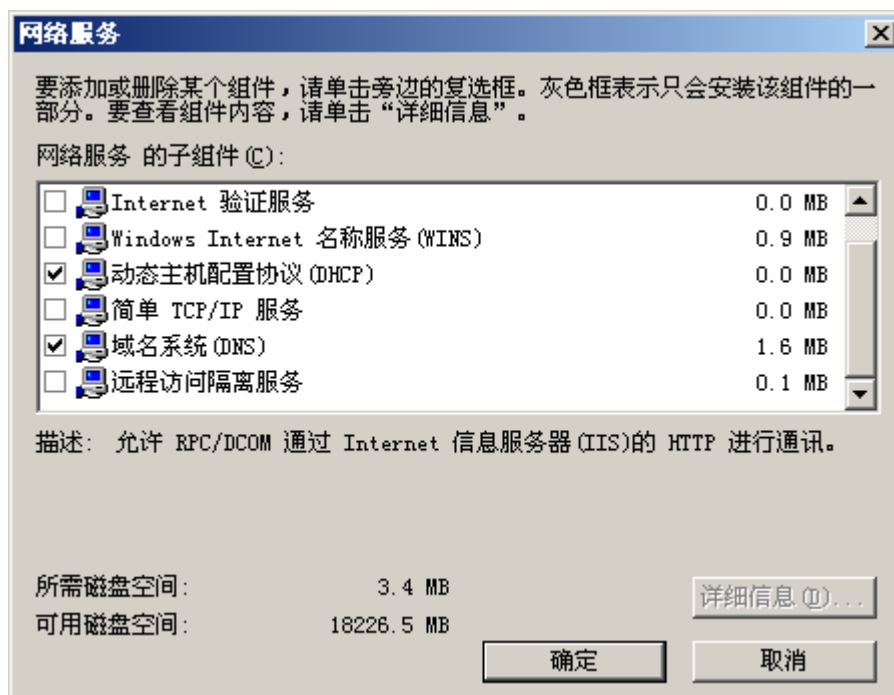 网络服务
要添加或删除某个组件，请单击旁边的复选框。灰色框表示只会安装该组件的一
部分。要查看组件内容，请单击“详细信息”。
网络服务 的子组件(C):
Internet 验证服务 0.0 MB
Windows Internet 名称服务(WINS) 0.9 MB
动态主机配置协议(DHCP) 0.0 MB
简单 TCP/IP 服务 0.0 MB
域名系统(DNS) 1.6 MB
远程访问隔离服务 0.1 MB
描述: 允许 RPC/DCOM 通过 Internet 信息服务器(IIS)的 HTTP 进行通讯。
所需磁盘空间: 3.4 MB
详细信息(D)...
可用磁盘空间: 18226.5 MB
确定 取消